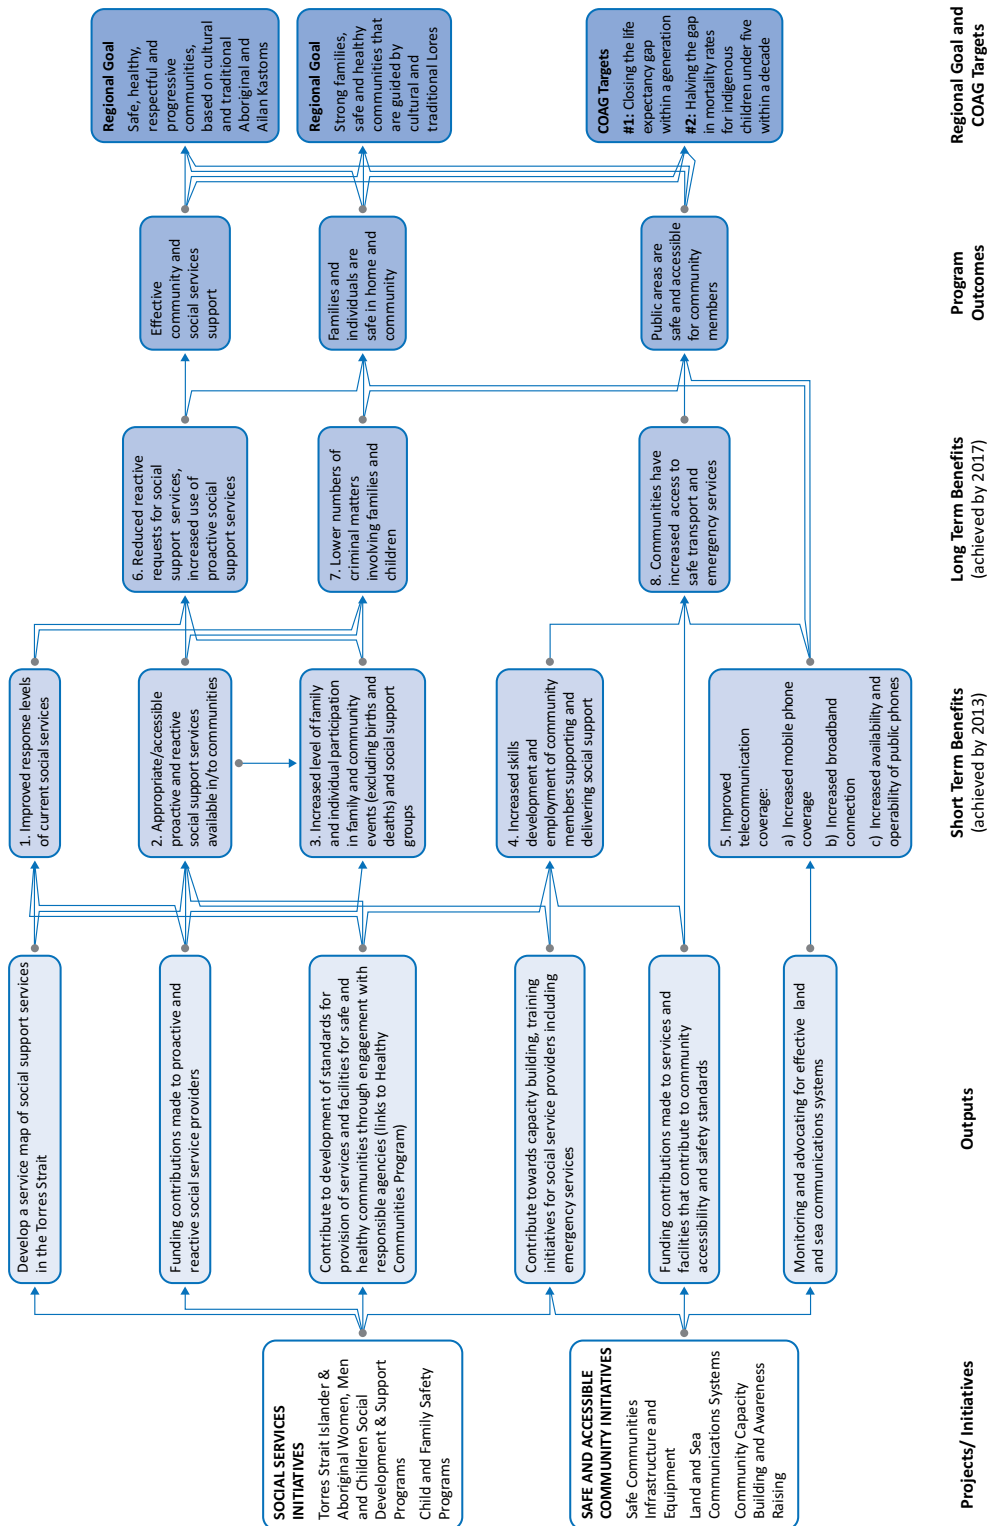 SOCIAL SERVICES
INITIATIVES
Torres Strait Islander &
Aboriginal Women, Men
and Children Social
Development & Support
Programs
Child and Family Safety
Programs
SAFE AND ACCESSIBLE
COMMUNITY INITIATIVES
Safe Communities
Infrastructure and
Equipment
Land and Sea
Communications Systems
Community Capacity
Building and Awareness
Raising
Projects/ Initiatives
Develop a service map of social support services
in the Torres Strait
Funding contributions made to proactive and
reactive social service providers
Contribute to development of standards for
provision of services and facilities for safe and
healthy communities through engagement with
responsible agencies (links to Healthy
Communities Program)
Contribute towards capacity building, training
initiatives for social service providers including
emergency services
Funding contributions made to services and
facilities that contribute to community
accessibility and safety standards
Monitoring and advocating for effective land
and sea communications systems
Outputs
1. Improved response levels
of current social services
2. Appropriate/accessible
proactive and reactive
social support services
available in/to communities
3. Increased level of family
and individual participation
in family and community
events (excluding births and
deaths) and social support
groups
4. Increased skills
development and
employment of community
members supporting and
delivering social support
5. Improved
telecommunication
coverage:
a) Increased mobile phone
coverage
b) Increased broadband
connection
c) Increased availability and
operability of public phones
Short Term Benefits
(achieved by 2013)
6. Reduced reactive
requests for social
support services,
increased use of
proactive social
support services
7. Lower numbers of
criminal matters
involving families and
children
8. Communities have
increased access to
safe transport and
emergency services
Long Term Benefits
(achieved by 2017)
Effective
community and
social services
support
Families and
individuals are
safe in home and
community
Public areas are
safe and accessible
for community
members
Program
Outcomes
Regional Goal
Safe, healthy,
respectful and
progressive
communities,
based on cultural
and traditional
Aboriginal and
Ailan Kastoms
Regional Goal
Strong families,
safe and healthy
communities that
are guided by
cultural and
traditional Lores
COAG Targets
#1: Closing the life
expectancy gap
within a generation
#2: Halving the gap
in mortality rates
for indigenous
children under five
within a decade
Regional Goal and
COAG Targets